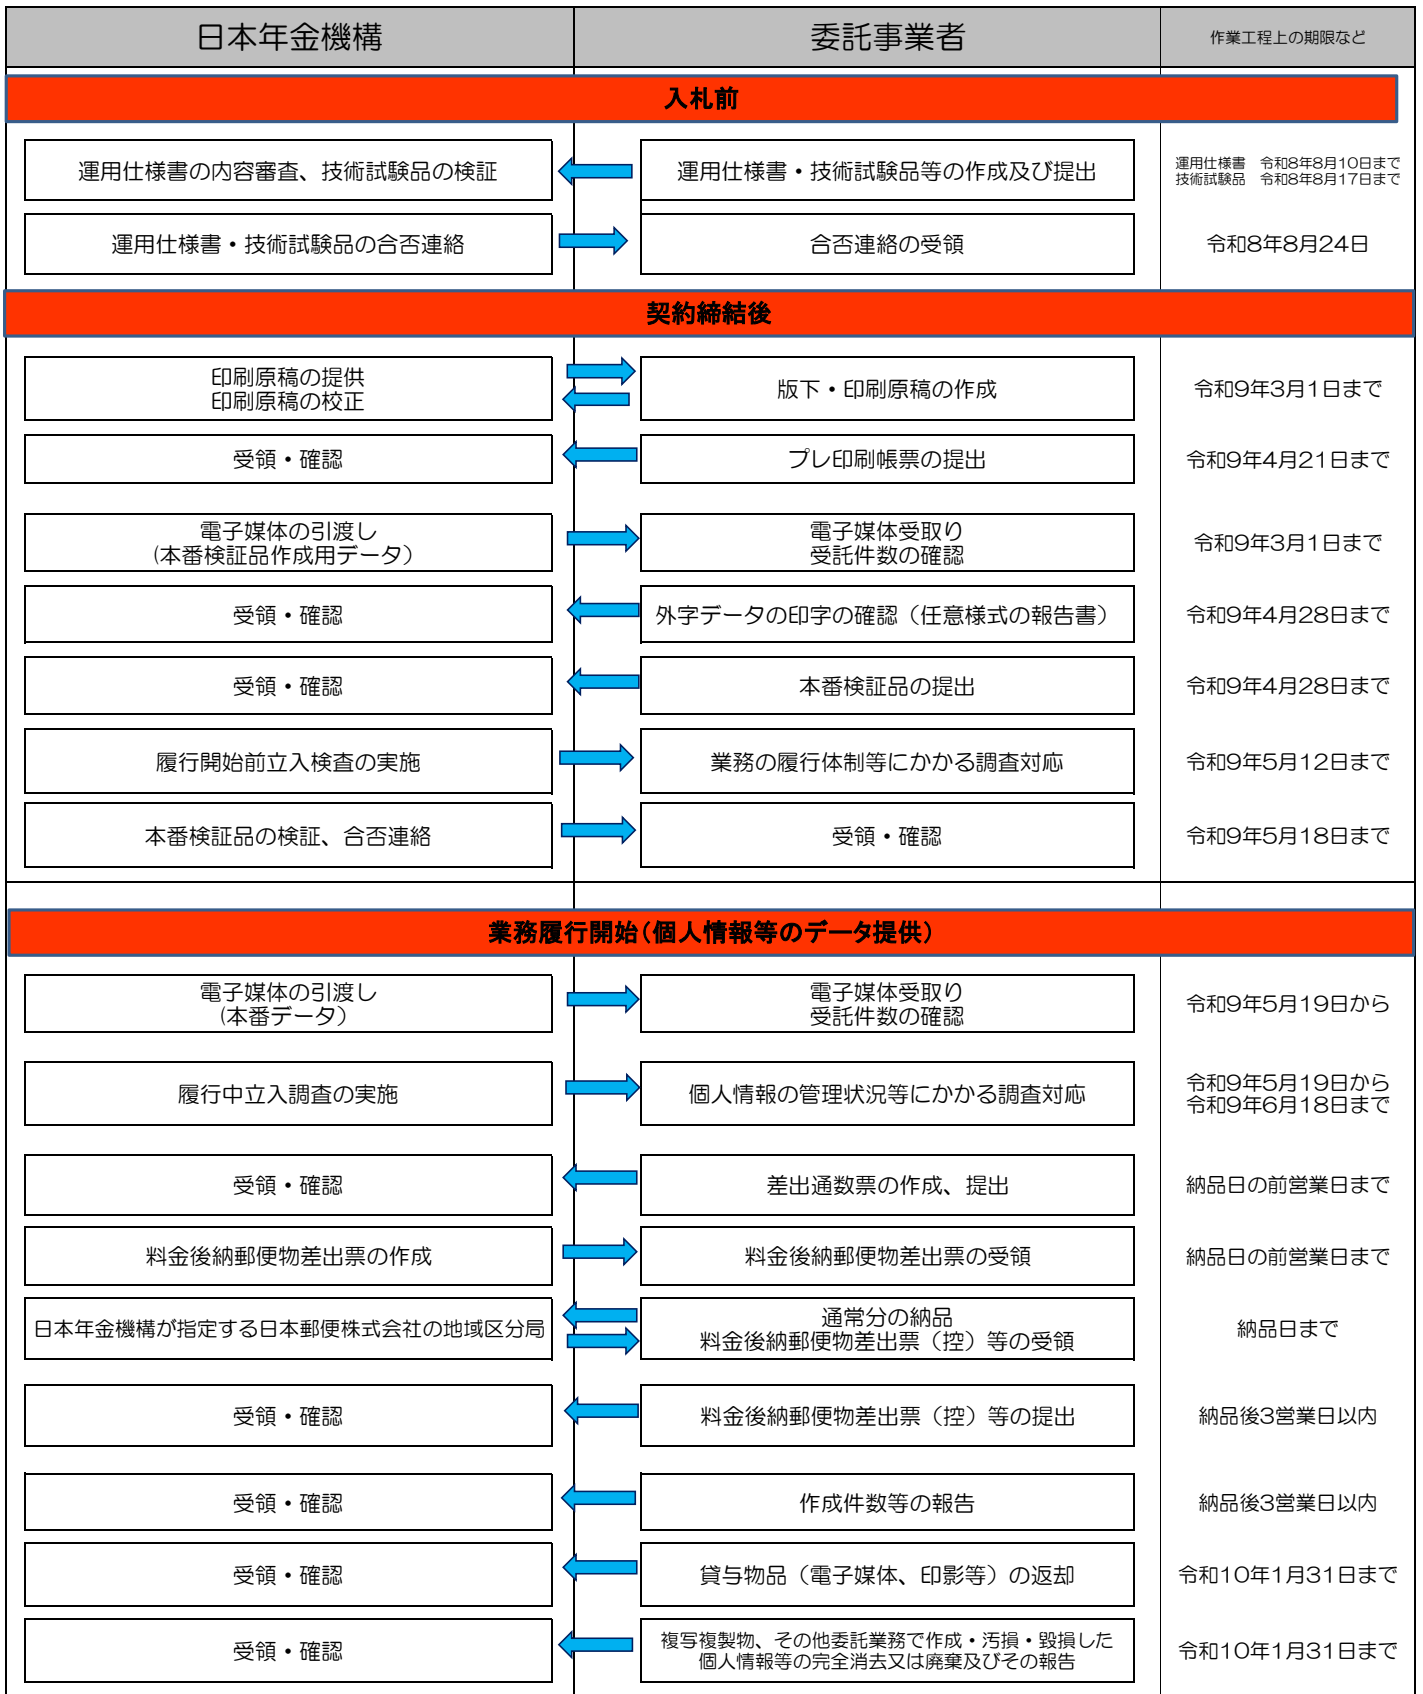 日本年金機構
委託事業者
作業工程上の期限など
入札前
運用仕様書の内容審査、技術試験品の検証
運用仕様書・技術試験品等の作成及び提出
運用仕様書　令和8年8月10日まで
技術試験品　令和8年8月17日まで
運用仕様書・技術試験品の合否連絡
合否連絡の受領
令和8年8月24日
契約締結後
印刷原稿の提供
印刷原稿の校正
版下・印刷原稿の作成
令和9年3月1日まで
受領・確認
プレ印刷帳票の提出
令和9年4月21日まで
電子媒体の引渡し
(本番検証品作成用データ）
電子媒体受取り
受託件数の確認
令和9年3月1日まで
受領・確認
外字データの印字の確認（任意様式の報告書）
令和9年4月28日まで
受領・確認
本番検証品の提出
令和9年4月28日まで
履行開始前立入検査の実施
業務の履行体制等にかかる調査対応
令和9年5月12日まで
本番検証品の検証、合否連絡
受領・確認
令和9年5月18日まで
業務履行開始（個人情報等のデータ提供）
電子媒体の引渡し
(本番データ）
電子媒体受取り
受託件数の確認
令和9年5月19日から
履行中立入調査の実施
個人情報の管理状況等にかかる調査対応
令和9年5月19日から
令和9年6月18日まで
受領・確認
差出通数票の作成、提出
納品日の前営業日まで
料金後納郵便物差出票の作成
料金後納郵便物差出票の受領
納品日の前営業日まで
日本年金機構が指定する日本郵便株式会社の地域区分局
通常分の納品
料金後納郵便物差出票（控）等の受領
納品日まで
受領・確認
料金後納郵便物差出票（控）等の提出
納品後3営業日以内
受領・確認
作成件数等の報告
納品後3営業日以内
受領・確認
貸与物品（電子媒体、印影等）の返却
令和10年1月31日まで
受領・確認
複写複製物、その他委託業務で作成・汚損・毀損した
個人情報等の完全消去又は廃棄及びその報告
令和10年1月31日まで